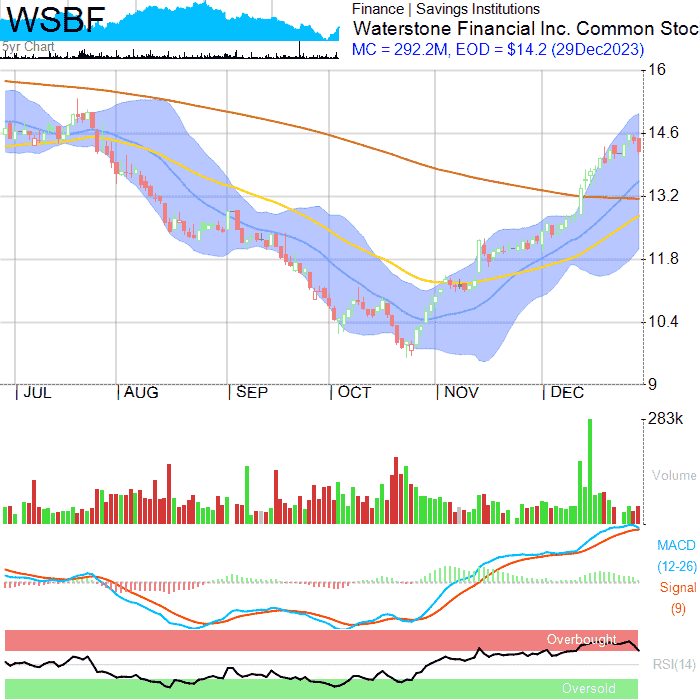 WSBF
5yr Chart
Finance | Savings Institutions
Waterstone Financial Inc. Common Stoc
MC = 292.2M, EOD = $14.2 (29Dec2023)
16
14.6
13.2
11.8
10.4
9
| JUL | AUG | SEP | OCT | NOV | DEC
283k
Volume
MACD
(12-26)
Signal
(9)
Overbought
RSI(14)
Oversold